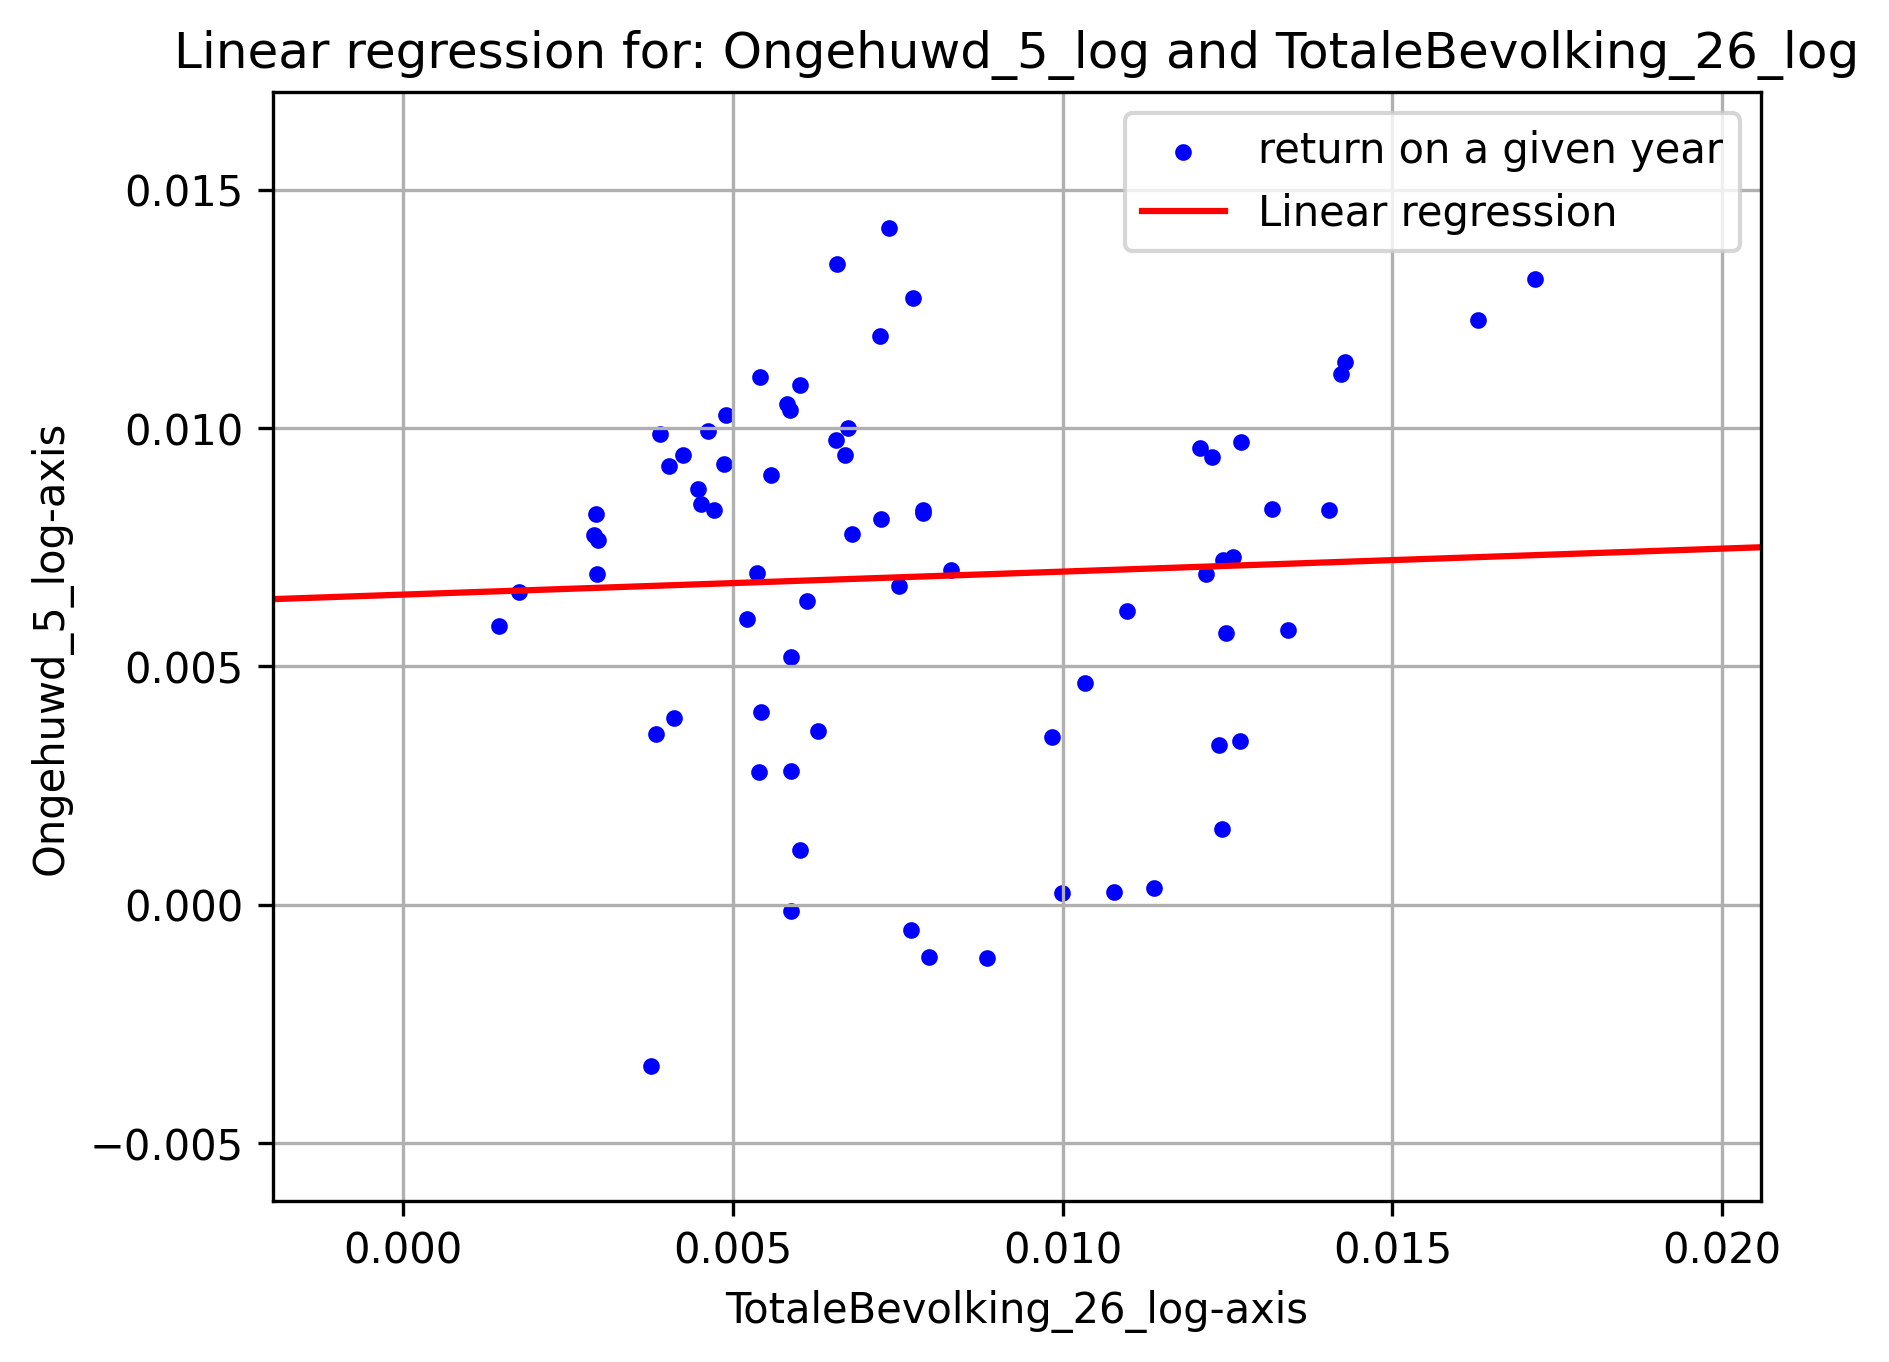 Linear regression for: Ongehuwd_5_log and TotaleBevolking_26_log
return on a given year
Linear regression
0.015
0.010
0.005
0.000
−0.005
Ongehuwd_5_log-axis
0.000 0.005 0.010 0.015 0.020
TotaleBevolking_26_log-axis